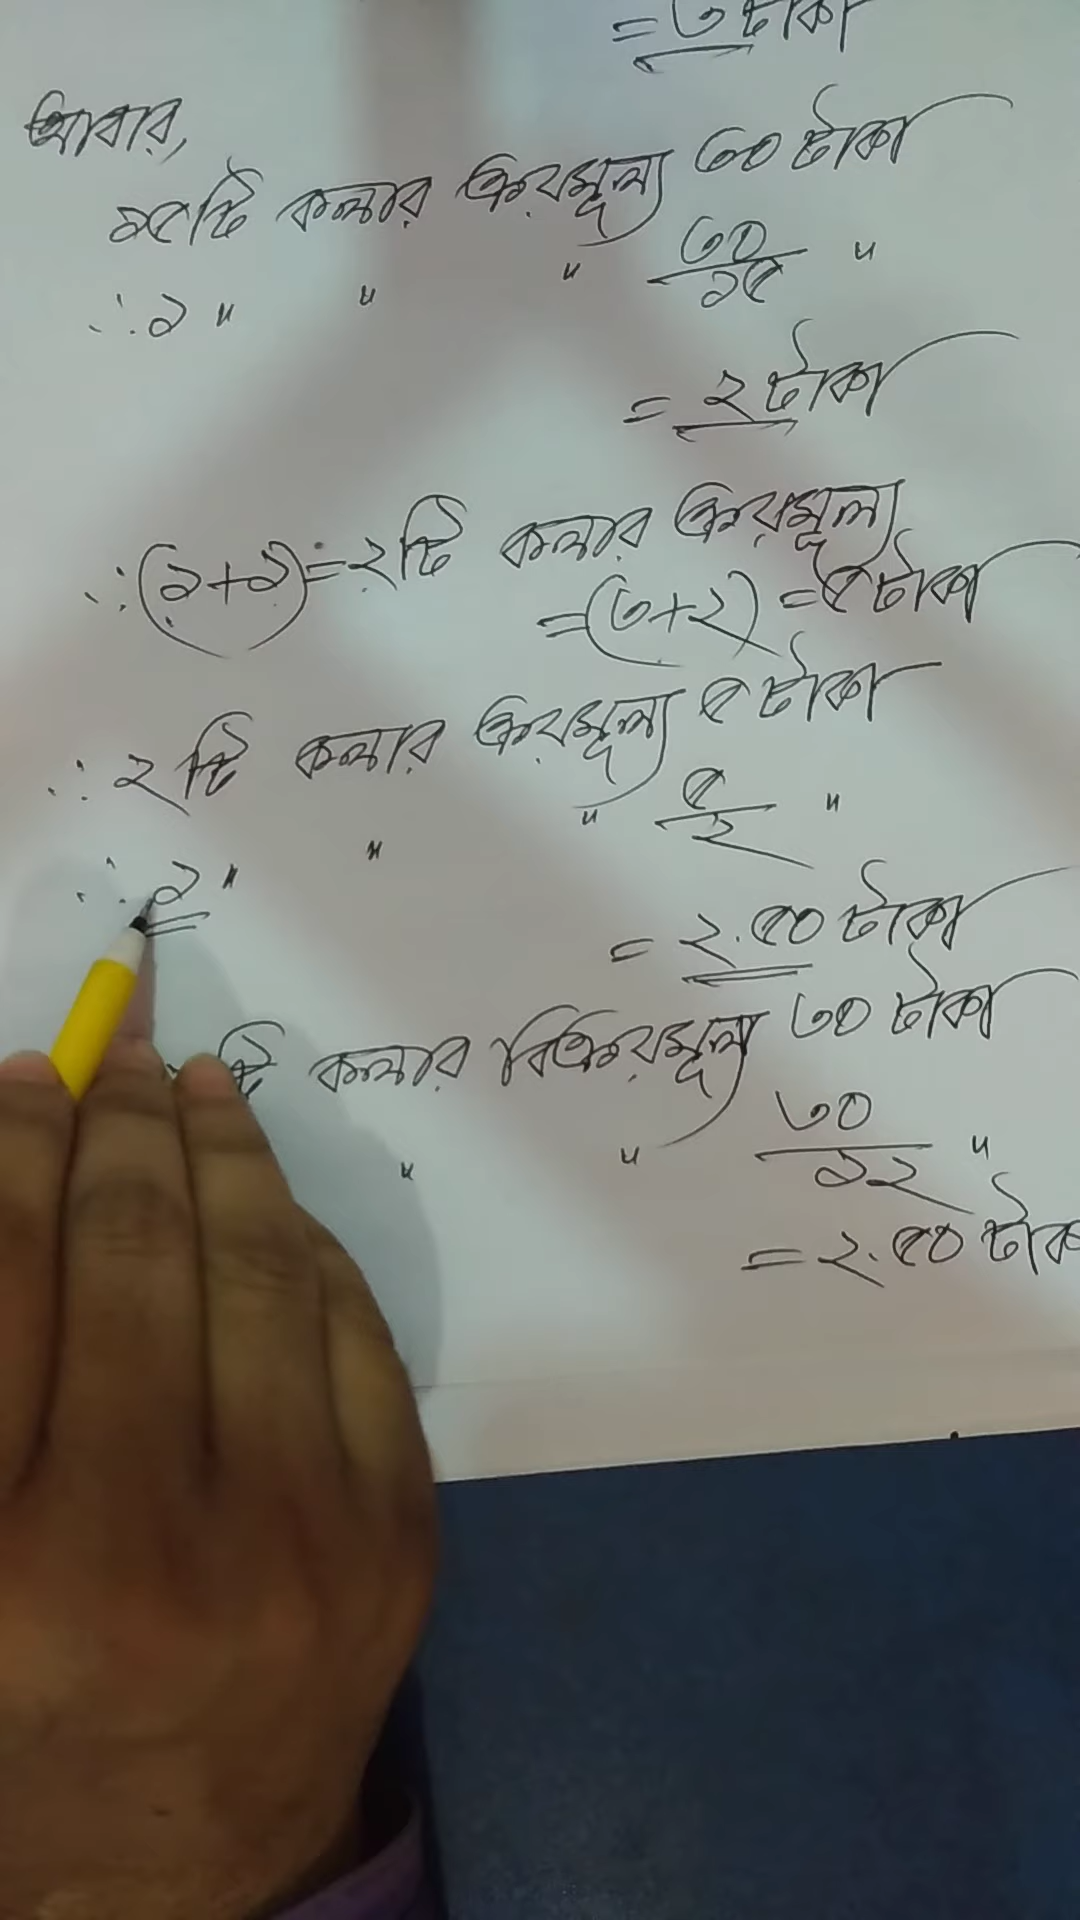 = ৩ টাকা
আবার,
১৫টি কলার ক্রয়মূল্য ৩০ টাকা
∴ ১ " " " ৩০/১৫ "
= ২ টাকা
∴ (১+১) = ২টি কলার ক্রয়মূল্য
= (৩+২) = ৫ টাকা
∴ ২টি কলার ক্রয়মূল্য ৫ টাকা
∴ ১ " " " ৫/২ "
= ২.৫০ টাকা
টি কলার বিক্রয়মূল্য ৩০ টাকা
" " ৩০/১২ "
= ২.৫০ টাকা